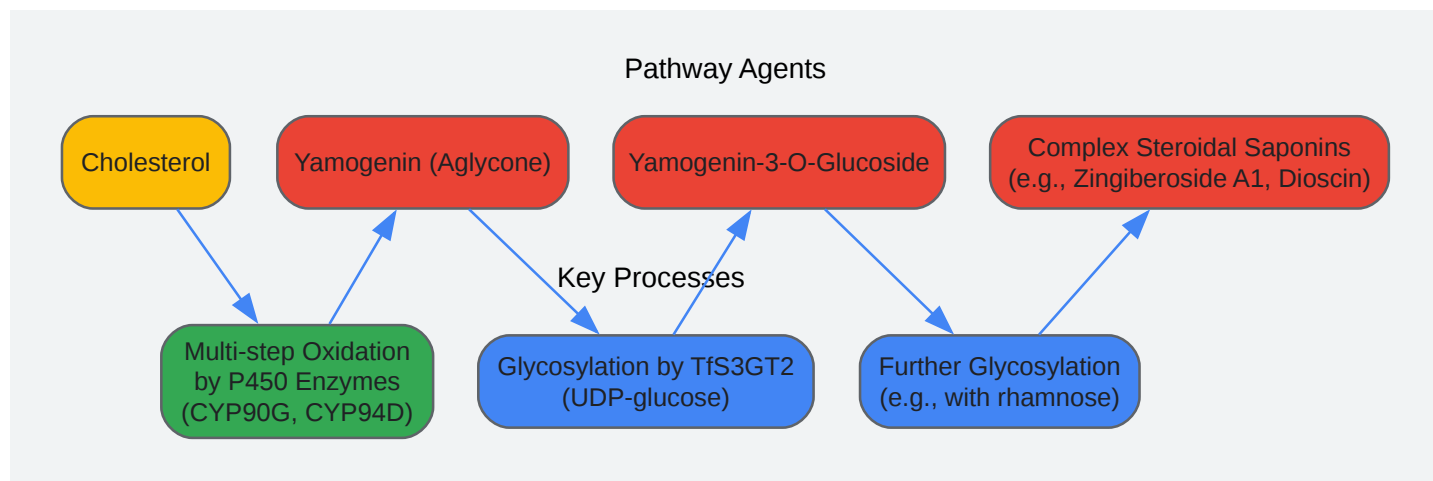 Pathway Agents
Cholesterol
Yamogenin (Aglycone)
Yamogenin-3-O-Glucoside
Complex Steroidal Saponins
(e.g., Zingiberoside A1, Dioscin)
Key Processes
Multi-step Oxidation
by P450 Enzymes
(CYP90G, CYP94D)
Glycosylation by TfS3GT2
(UDP-glucose)
Further Glycosylation
(e.g., with rhamnose)